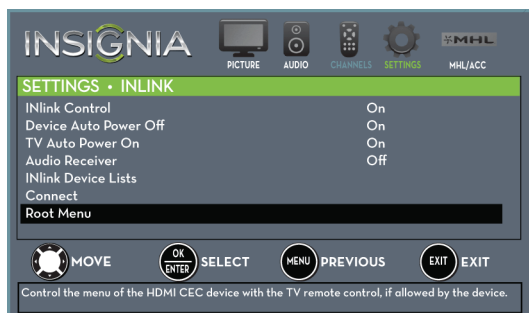 INSIGNIA
PICTURE AUDIO CHANNELS SETTINGS MHL MHL/ACC
SETTINGS • INLINK
INlink Control On
Device Auto Power Off On
TV Auto Power On On
Audio Receiver Off
INlink Device Lists
Connect
Root Menu
MOVE OK ENTER SELECT MENU PREVIOUS EXIT EXIT
Control the menu of the HDMI CEC device with the TV remote control, if allowed by the device.